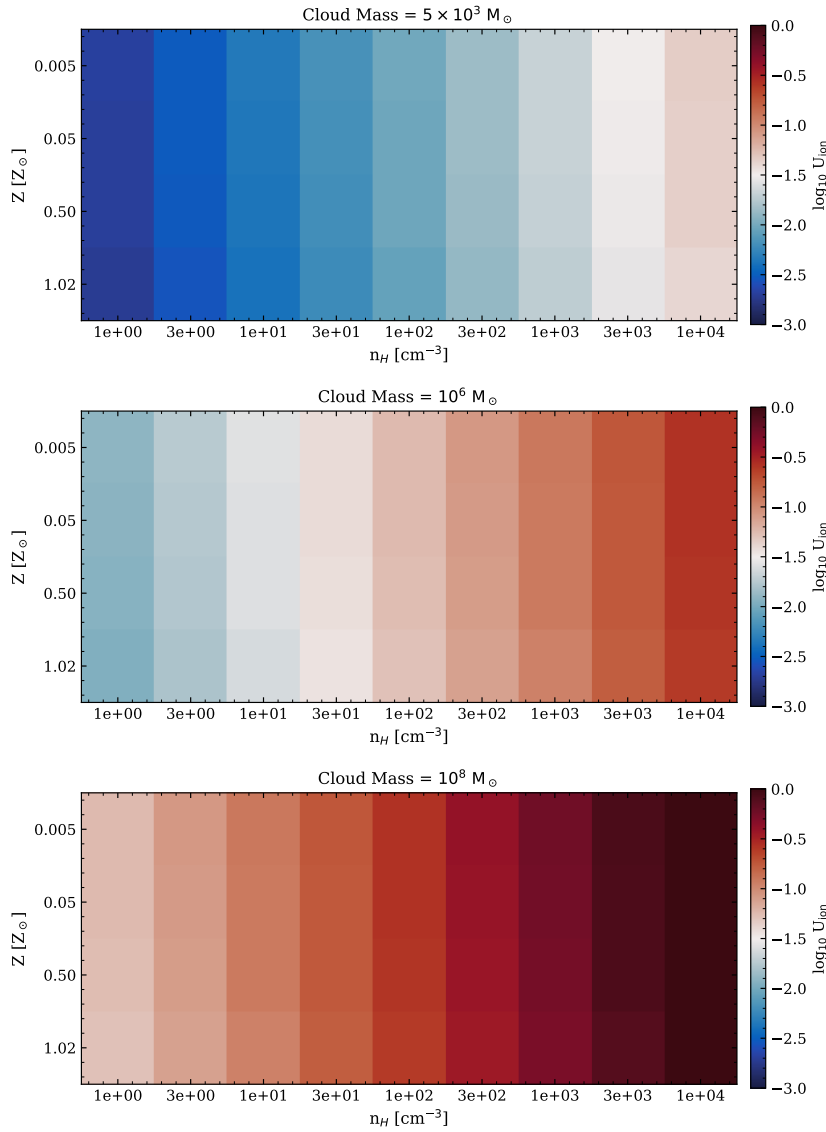 Cloud Mass = 5 × 10³ M⊙
0.005
0.05
0.50
1.02
Z [Z⊙]
1e+00 3e+00 1e+01 3e+01 1e+02 3e+02 1e+03 3e+03 1e+04
n_H [cm⁻³]
0.0
−0.5
−1.0
−1.5
−2.0
−2.5
−3.0
log₁₀ U_ion
Cloud Mass = 10⁶ M⊙
0.005
0.05
0.50
1.02
Z [Z⊙]
1e+00 3e+00 1e+01 3e+01 1e+02 3e+02 1e+03 3e+03 1e+04
n_H [cm⁻³]
0.0
−0.5
−1.0
−1.5
−2.0
−2.5
−3.0
log₁₀ U_ion
Cloud Mass = 10⁸ M⊙
0.005
0.05
0.50
1.02
Z [Z⊙]
1e+00 3e+00 1e+01 3e+01 1e+02 3e+02 1e+03 3e+03 1e+04
n_H [cm⁻³]
0.0
−0.5
−1.0
−1.5
−2.0
−2.5
−3.0
log₁₀ U_ion